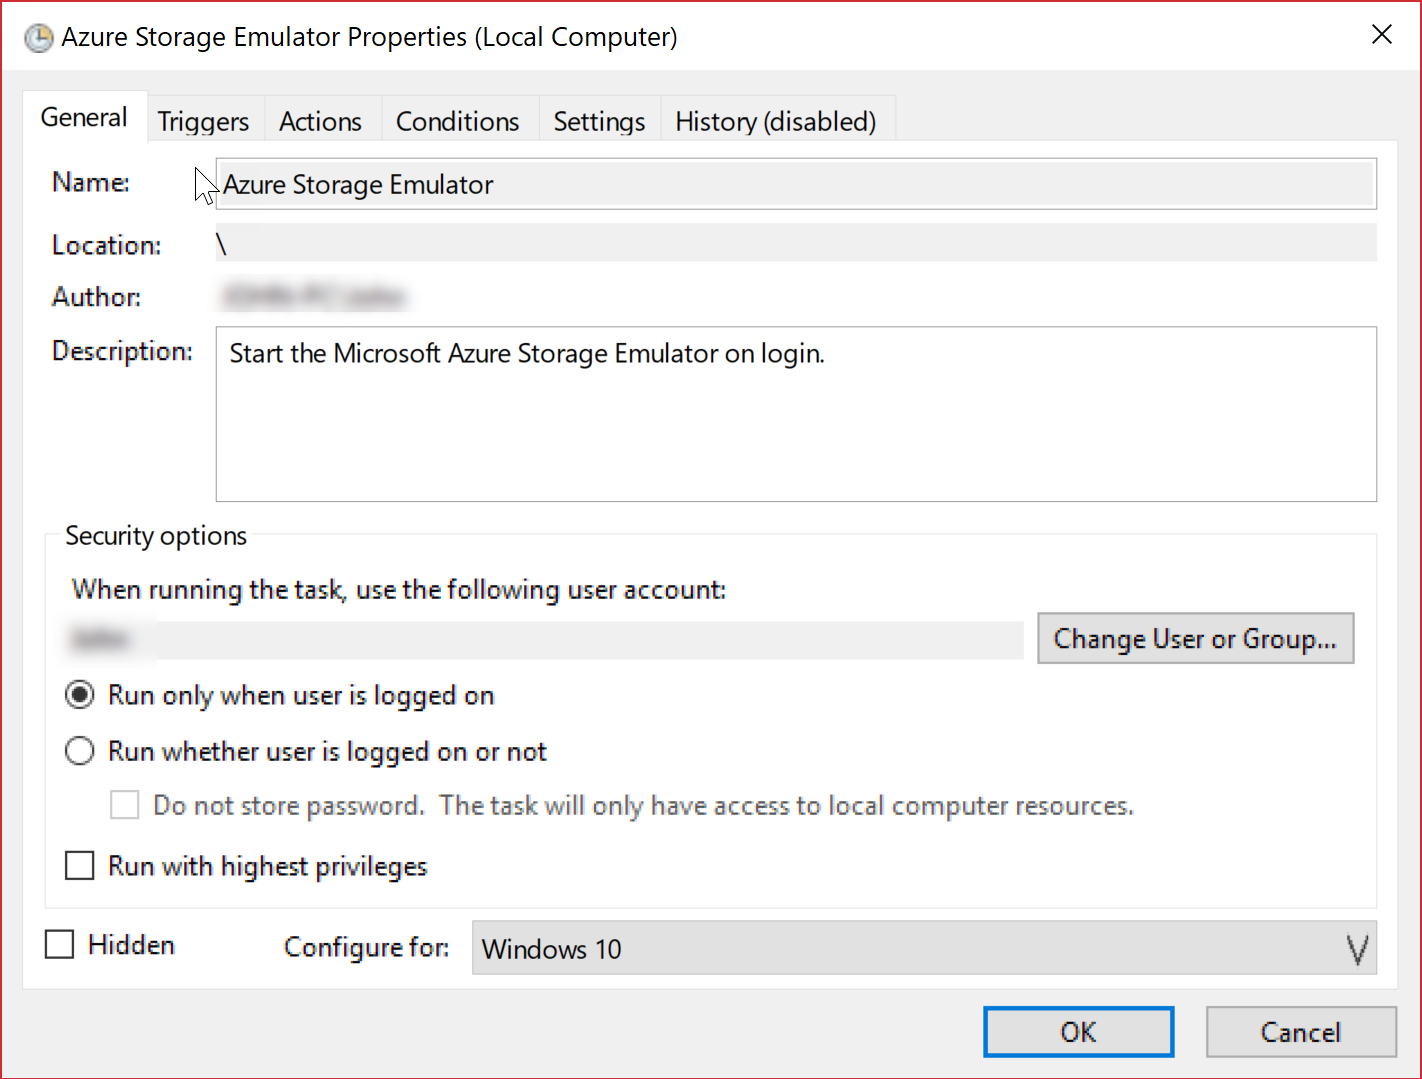 Azure Storage Emulator Properties (Local Computer)
General Triggers Actions Conditions Settings History (disabled)
Name: Azure Storage Emulator
Location: \
Author:
Description: Start the Microsoft Azure Storage Emulator on login.
Security options
When running the task, use the following user account:
Change User or Group...
Run only when user is logged on
Run whether user is logged on or not
Do not store password.  The task will only have access to local computer resources.
Run with highest privileges
Hidden Configure for: Windows 10
OK Cancel